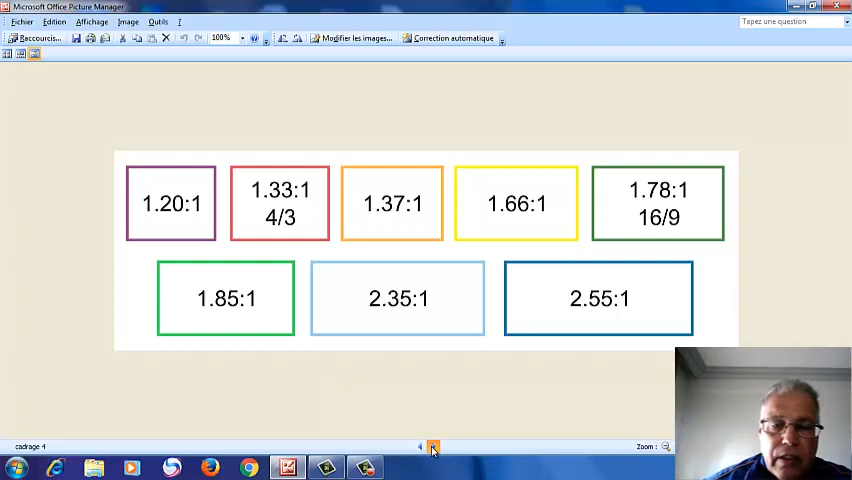 Microsoft Office Picture Manager
Fichier Edition Affichage Image Outils ?
Tapez une question
Raccourcis... 100% Modifier les images... Correction automatique
1.20:1
1.33:1
4/3
1.37:1
1.66:1
1.78:1
16/9
1.85:1
2.35:1
2.55:1
cadrage 4
Zoom :